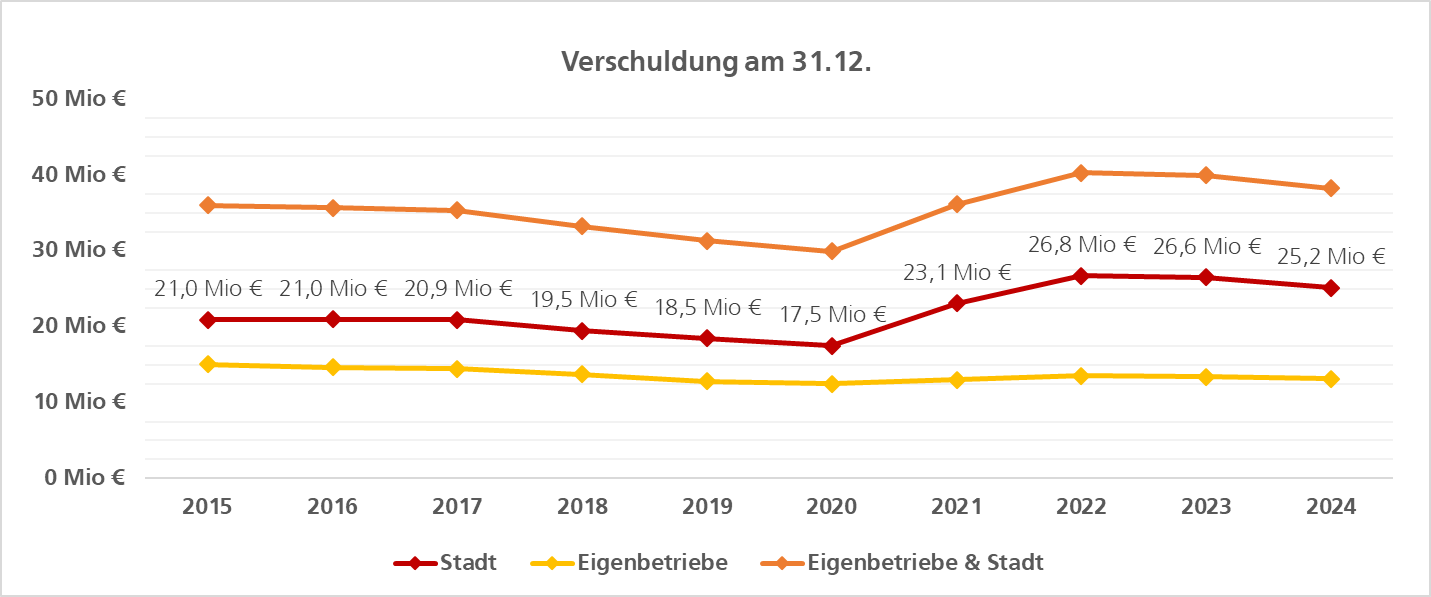 Verschuldung am 31.12.
50 Mio €
40 Mio €
30 Mio €
20 Mio €
10 Mio €
0 Mio €
21,0 Mio €
21,0 Mio €
20,9 Mio €
19,5 Mio €
18,5 Mio €
17,5 Mio €
23,1 Mio €
26,8 Mio €
26,6 Mio €
25,2 Mio €
2015 2016 2017 2018 2019 2020 2021 2022 2023 2024
Stadt Eigenbetriebe Eigenbetriebe & Stadt